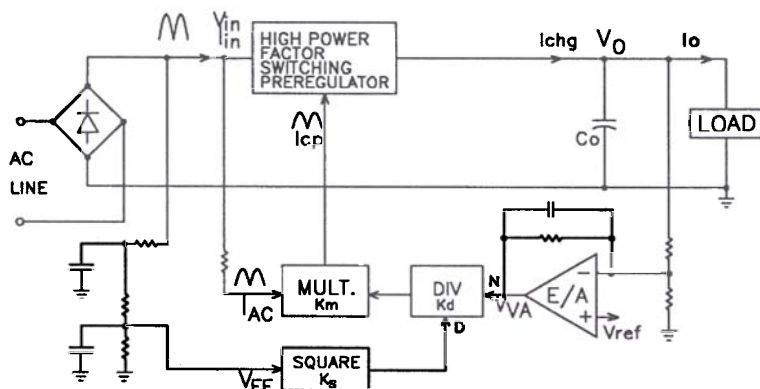 Vin
Iin
HIGH POWER
FACTOR
SWITCHING
PREREGULATOR
Ichg
VO
Io
LOAD
AC
LINE
Icp
Co
IAC
MULT.
Km
DIV
Kd
N
D
VVA
E/A
−
+
Vref
VFF
SQUARE
Ks